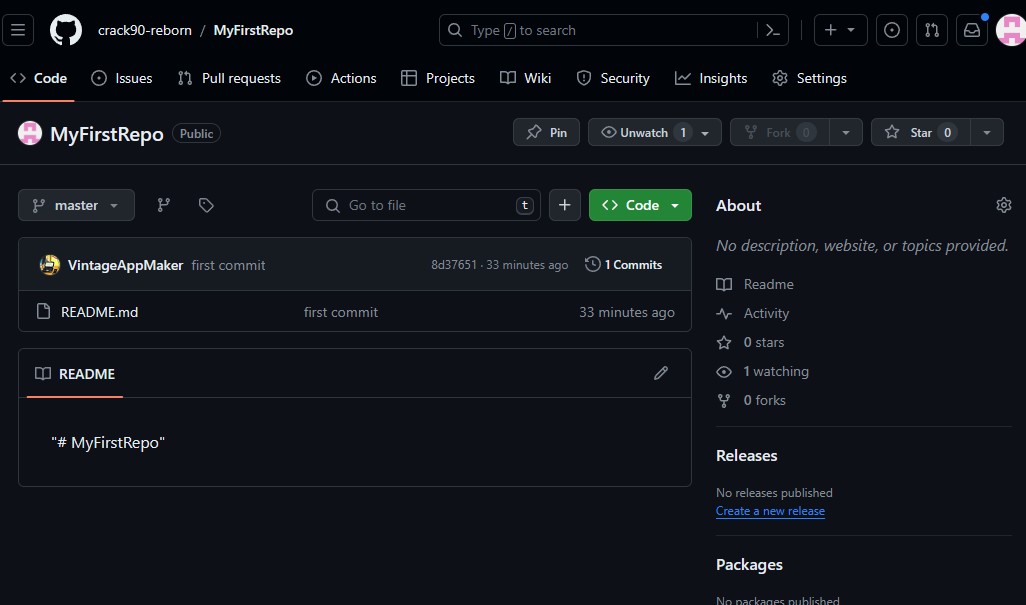 crack90-reborn / MyFirstRepo
Type / to search
Code
Issues
Pull requests
Actions
Projects
Wiki
Security
Insights
Settings
MyFirstRepo Public
Pin
Unwatch 1
Fork 0
Star 0
master
Go to file t
Code
VintageAppMaker first commit 8d37651 · 33 minutes ago 1 Commits
README.md first commit 33 minutes ago
README
"# MyFirstRepo"
About
No description, website, or topics provided.
Readme
Activity
0 stars
1 watching
0 forks
Releases
No releases published
Create a new release
Packages
No packages published